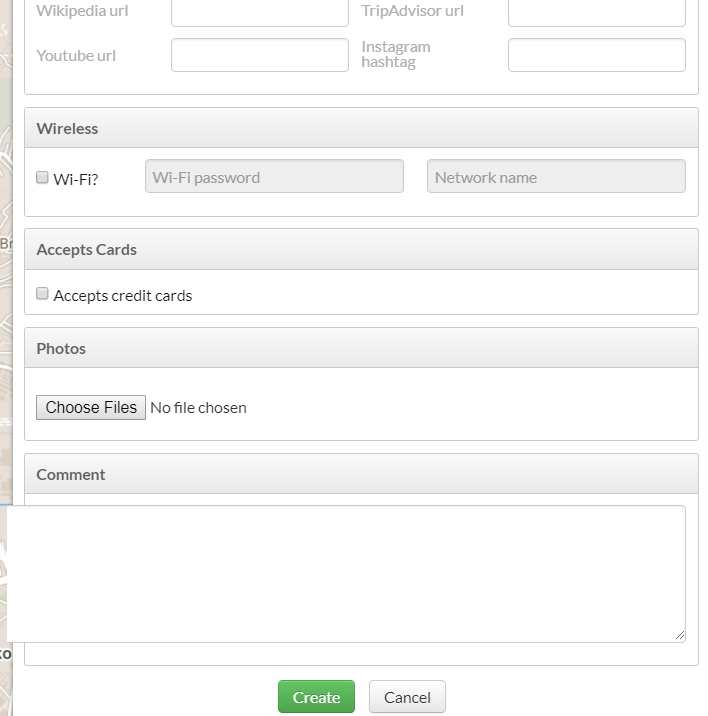 Wikipedia url
TripAdvisor url
Youtube url
Instagram
hashtag
Wireless
Wi-Fi?
Wi-Fi password
Network name
Br
Accepts Cards
Accepts credit cards
Photos
Choose Files No file chosen
Comment
Create
Cancel